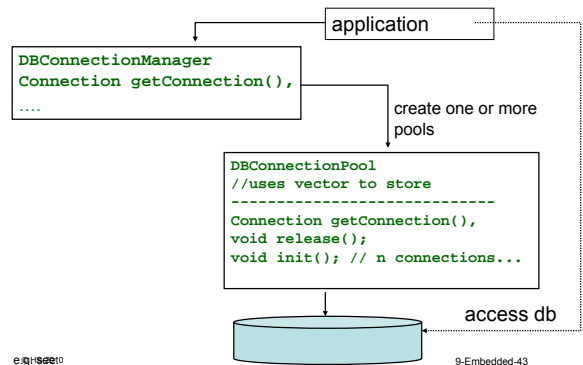 application
DBConnectionManager
Connection getConnection(),
....
create one or more
pools
DBConnectionPool
//uses vector to store
-----------------------------
Connection getConnection(),
void release();
void init(); // n connections...
access db
9-Embedded-43